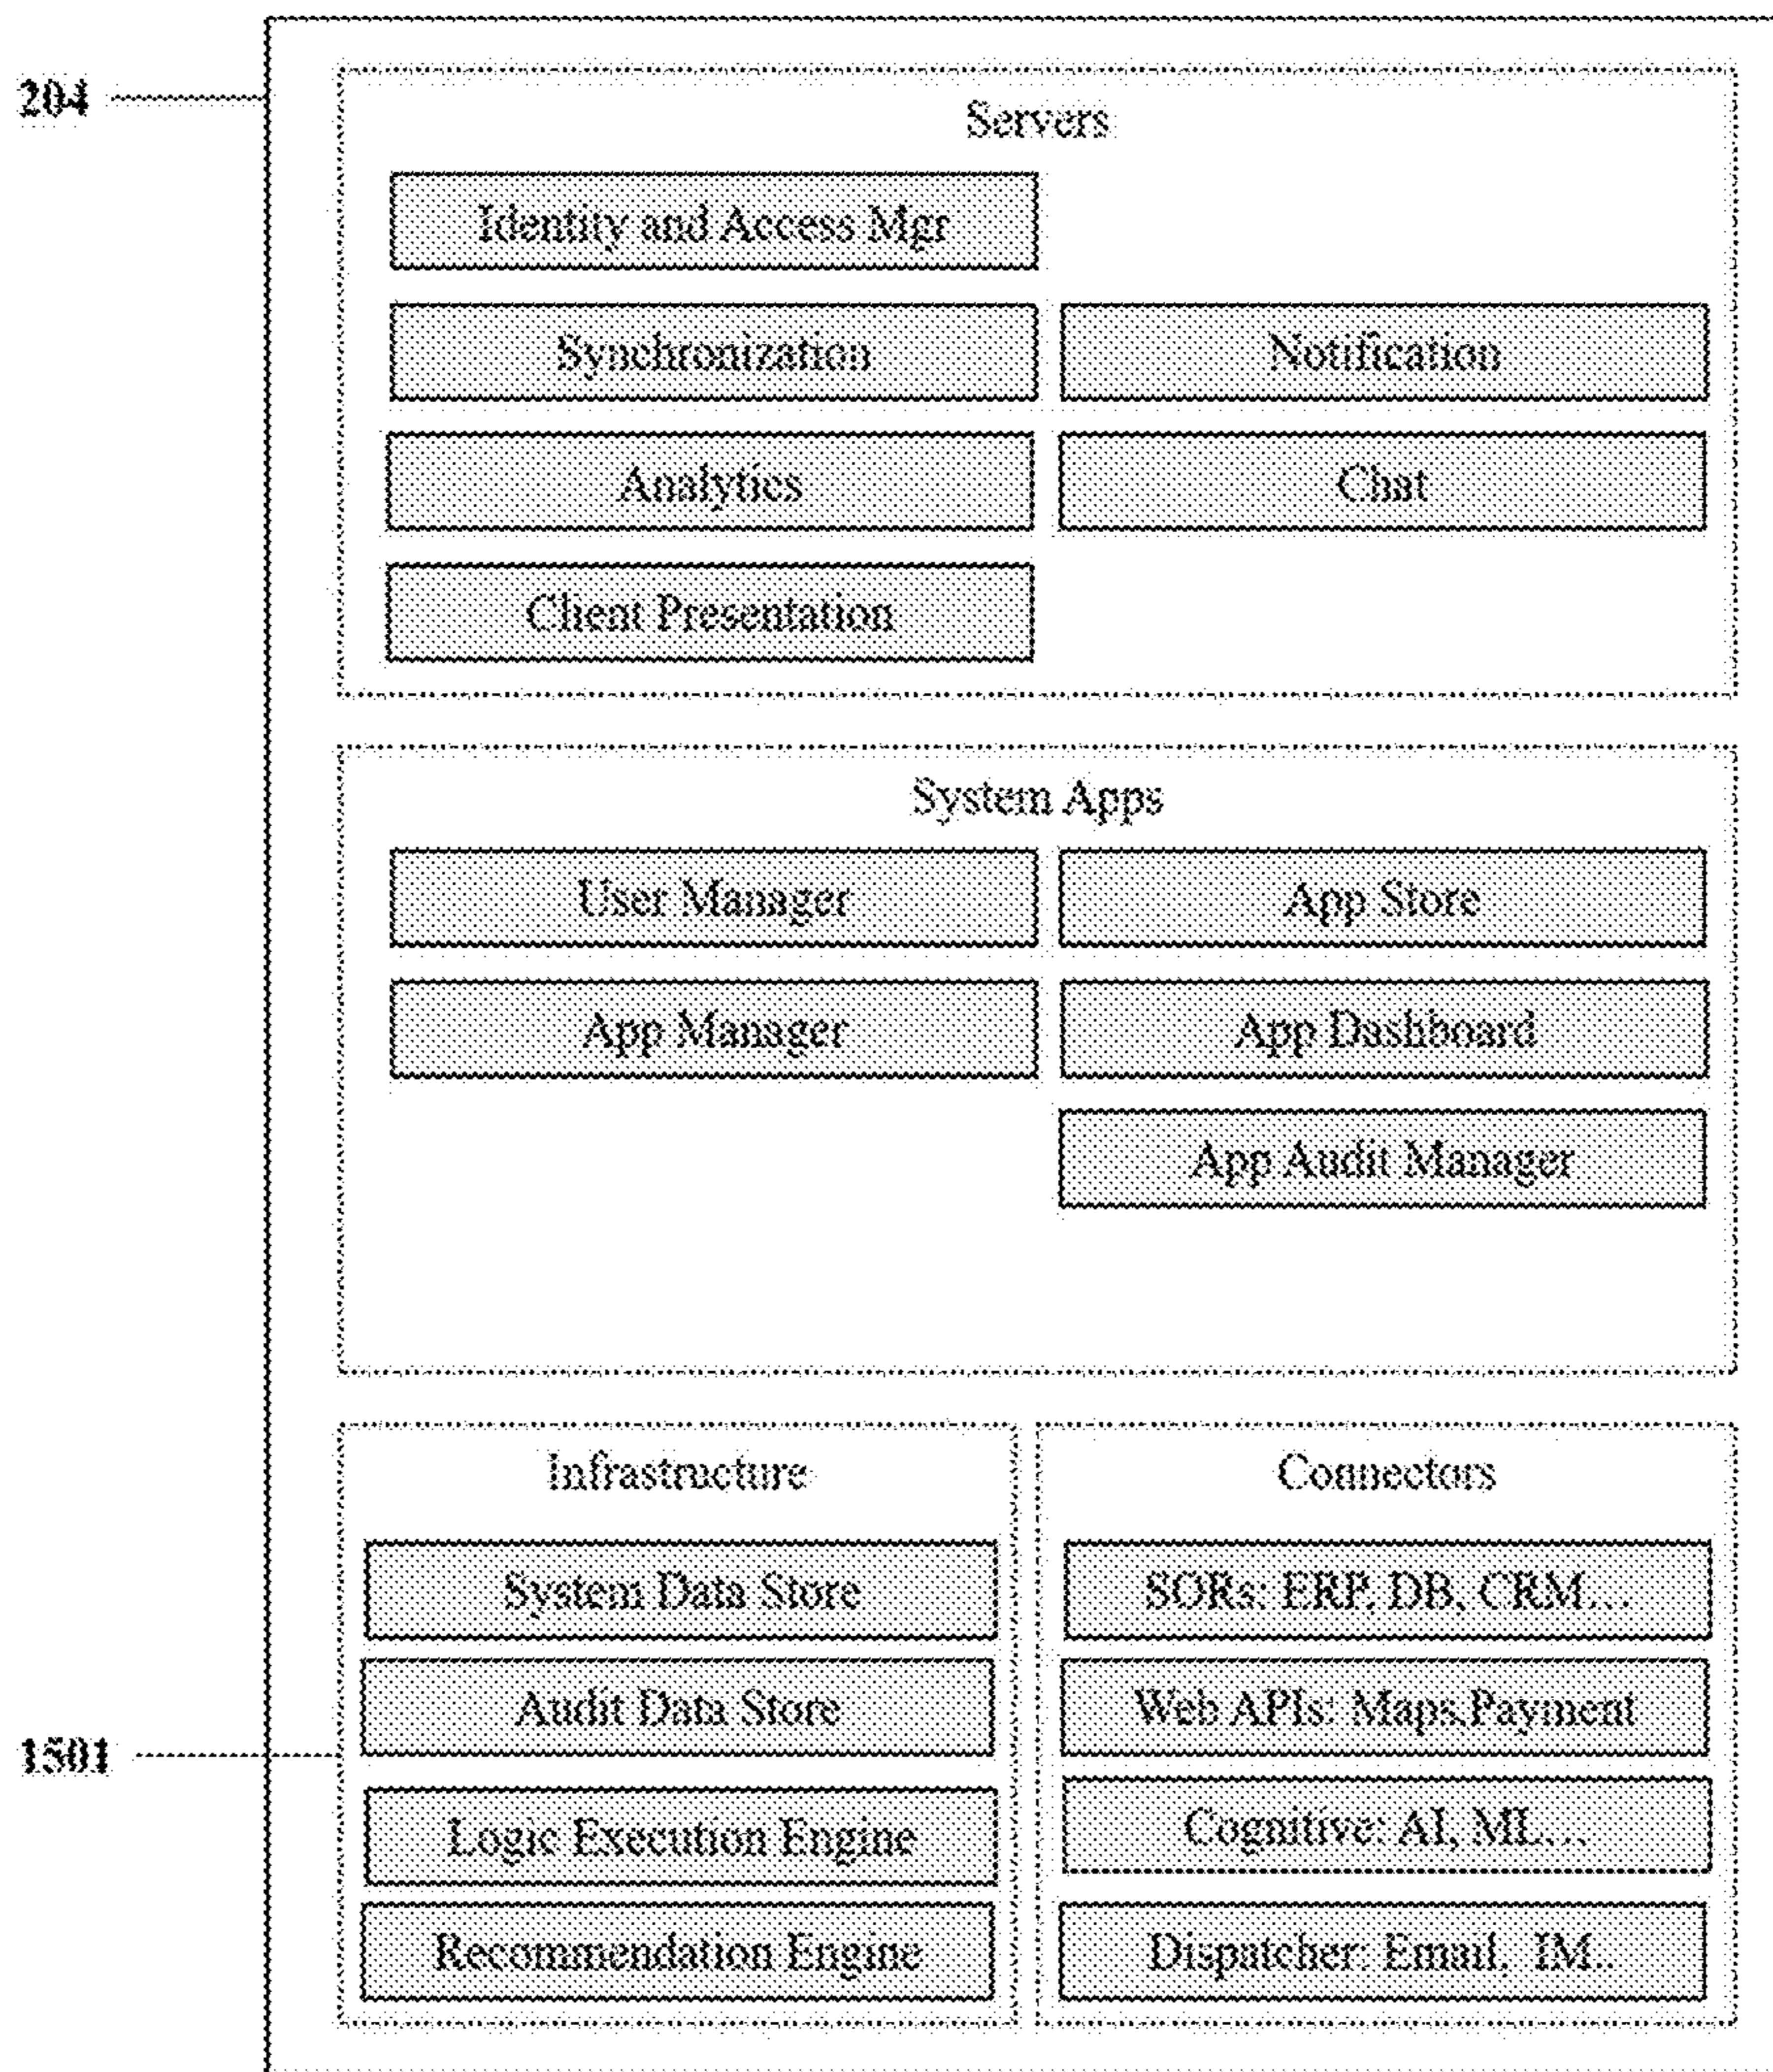 204
Servers
Identity and Access Mgr
Synchronization
Notification
Analytics
Chat
Client Presentation
System Apps
User Manager
App Store
App Manager
App Dashboard
App Audit Manager
Infrastructure
Connectors
System Data Store
SORs: ERP, DB, CRM...
Audit Data Store
Web APIs: Maps,Payment
1501
Logic Execution Engine
Cognitive: AI, ML...
Recommendation Engine
Dispatcher: Email, IM..